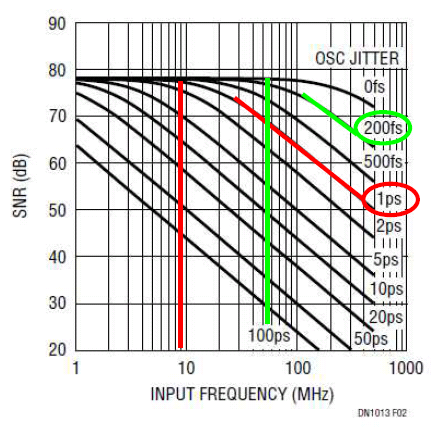 90
80
70
60
50
40
30
20
SNR (dB)
OSC JITTER
0fs
200fs
500fs
1ps
2ps
5ps
10ps
20ps
50ps
100ps
1
10
100
1000
INPUT FREQUENCY (MHz)
DN1013 F02